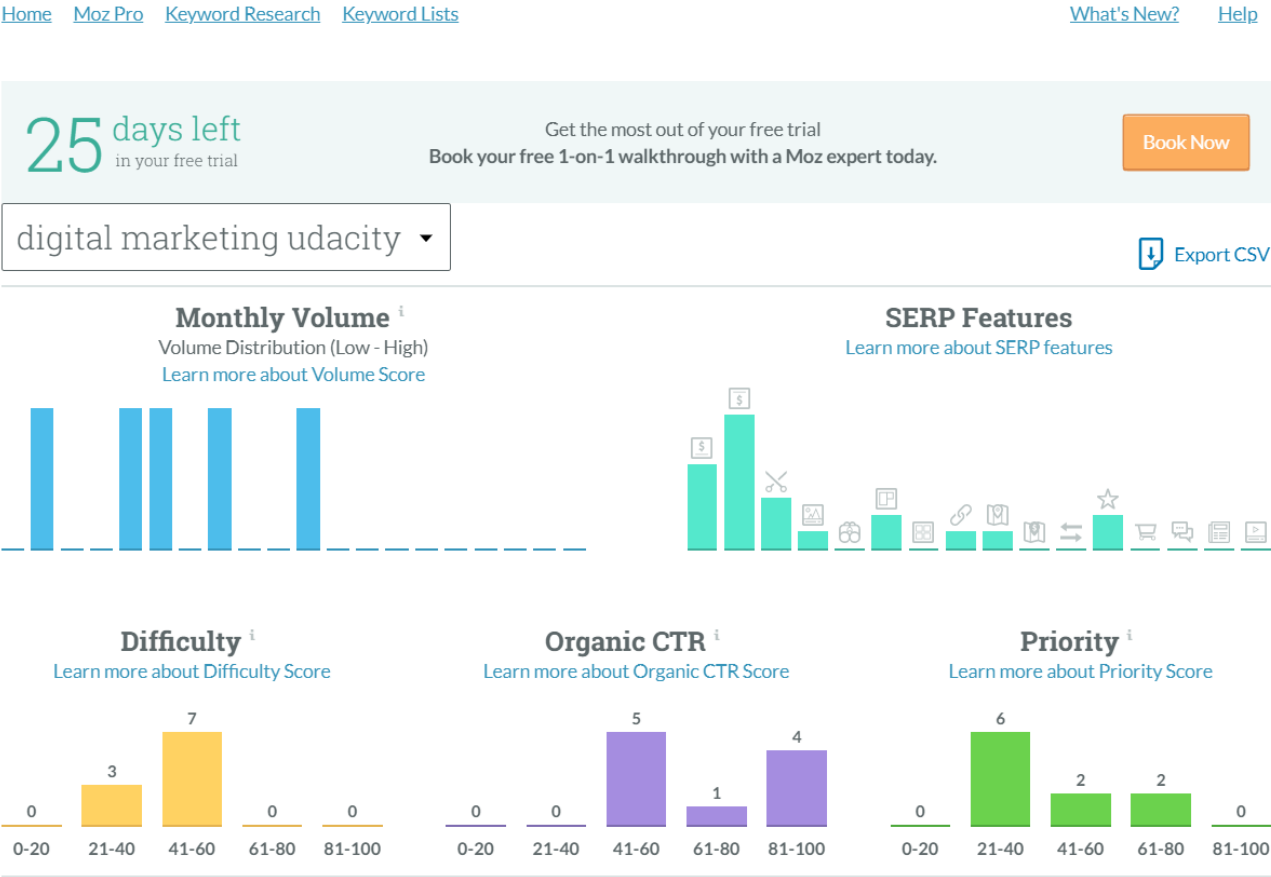 Home Moz Pro Keyword Research Keyword Lists What's New? Help
25 days left
in your free trial
Get the most out of your free trial
Book your free 1-on-1 walkthrough with a Moz expert today.
Book Now
digital marketing udacity
Export CSV
Monthly Volume i
Volume Distribution (Low - High)
Learn more about Volume Score
SERP Features
Learn more about SERP features
$ $
Difficulty i
Learn more about Difficulty Score
0 3 7 0 0
0-20 21-40 41-60 61-80 81-100
Organic CTR i
Learn more about Organic CTR Score
0 0 5 1 4
0-20 21-40 41-60 61-80 81-100
Priority i
Learn more about Priority Score
0 6 2 2 0
0-20 21-40 41-60 61-80 81-100